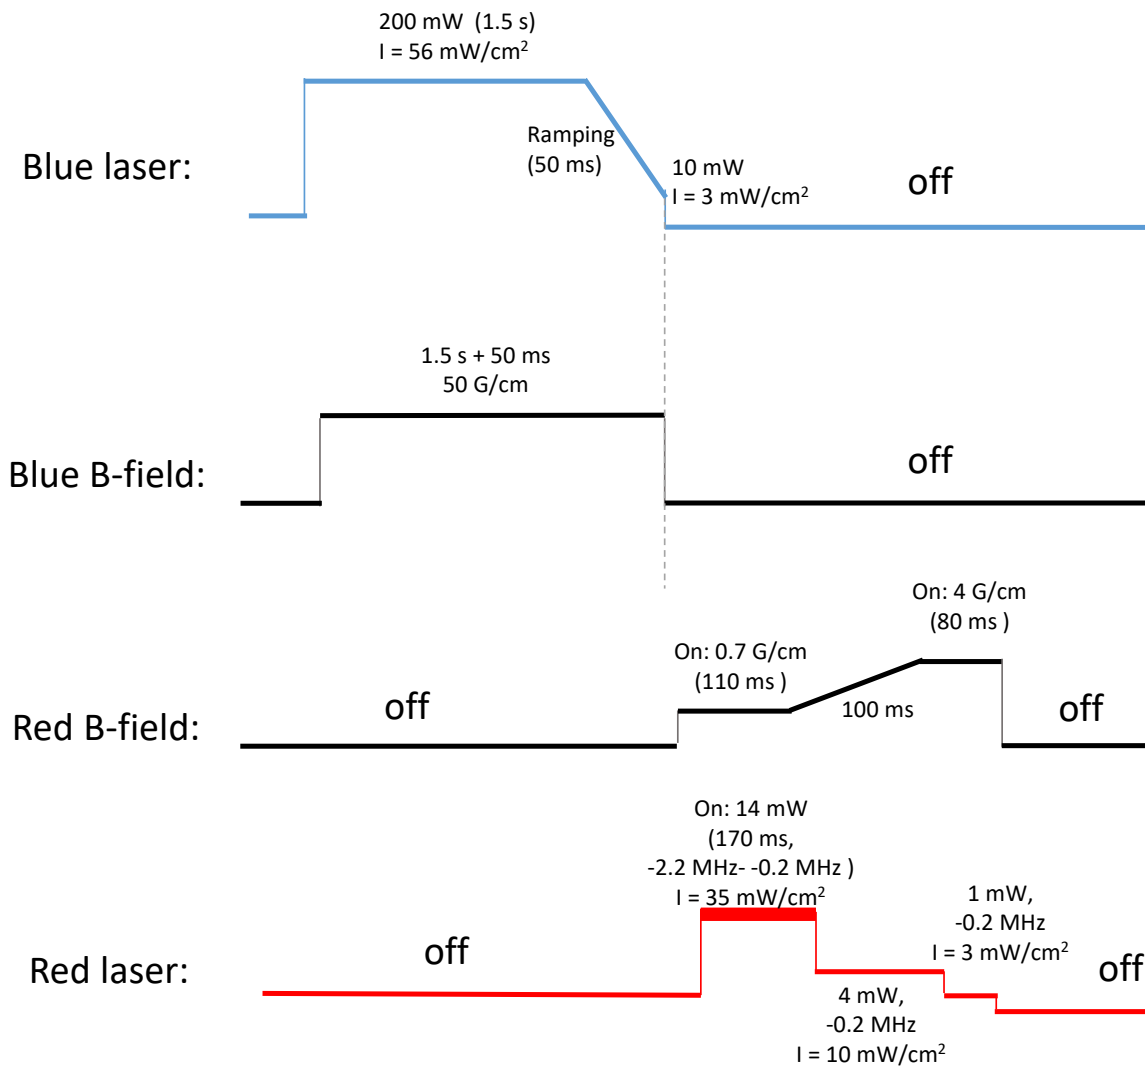 200 mW (1.5 s)
I = 56 mW/cm²
Blue laser:
Ramping
(50 ms)
10 mW
I = 3 mW/cm²
off
1.5 s + 50 ms
50 G/cm
Blue B-field:
off
On: 4 G/cm
(80 ms )
On: 0.7 G/cm
(110 ms )
Red B-field:
off
100 ms
off
On: 14 mW
(170 ms,
-2.2 MHz- -0.2 MHz )
I = 35 mW/cm²
1 mW,
-0.2 MHz
I = 3 mW/cm²
Red laser:
off
off
4 mW,
-0.2 MHz
I = 10 mW/cm²